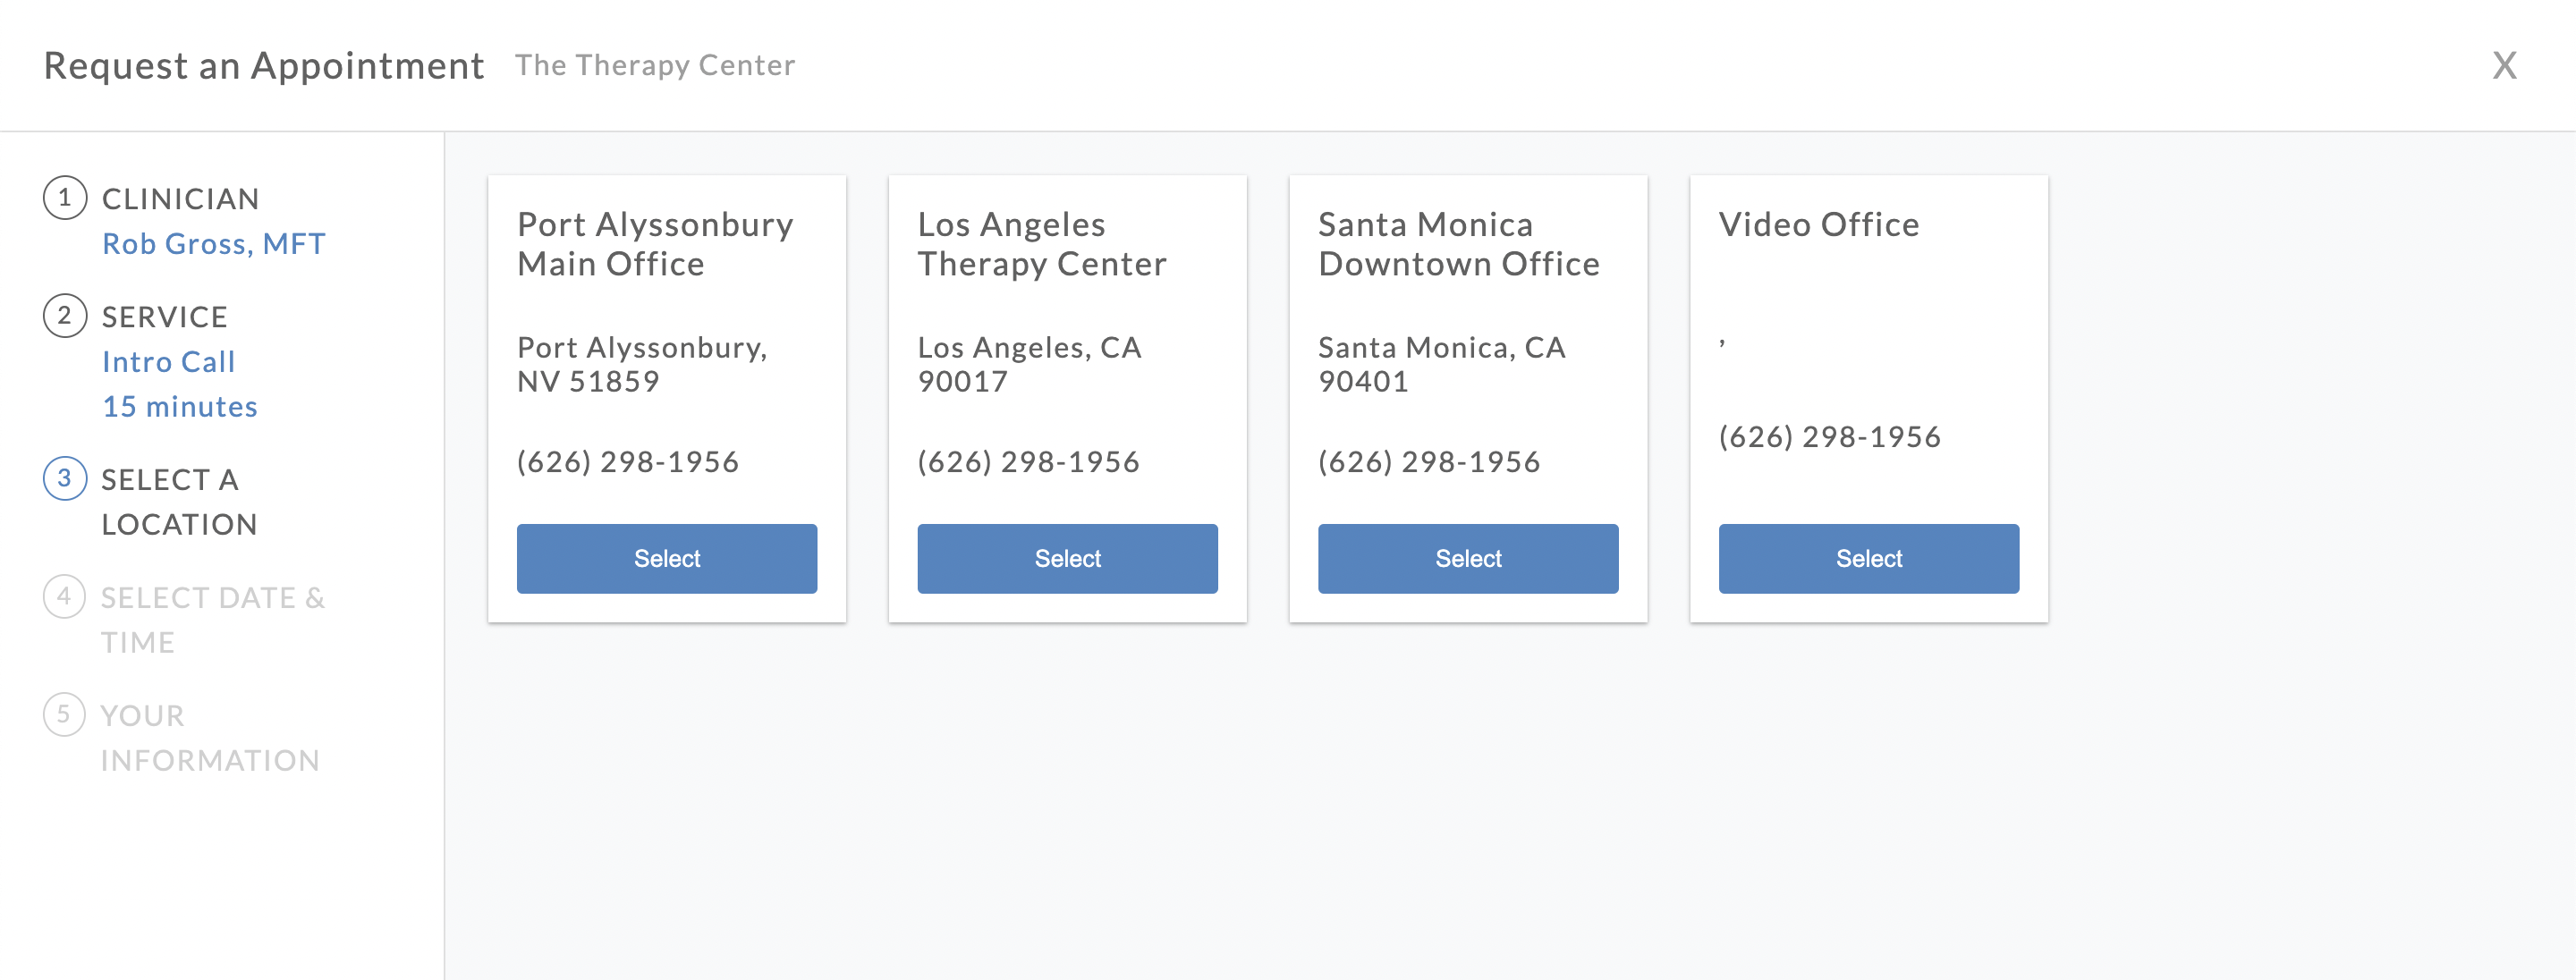 Request an Appointment The Therapy Center X
1 CLINICIAN
Rob Gross, MFT
2 SERVICE
Intro Call
15 minutes
3 SELECT A
LOCATION
4 SELECT DATE &
TIME
5 YOUR
INFORMATION
Port Alyssonbury
Main Office
Port Alyssonbury,
NV 51859
(626) 298-1956
Select
Los Angeles
Therapy Center
Los Angeles, CA
90017
(626) 298-1956
Select
Santa Monica
Downtown Office
Santa Monica, CA
90401
(626) 298-1956
Select
Video Office
,
(626) 298-1956
Select